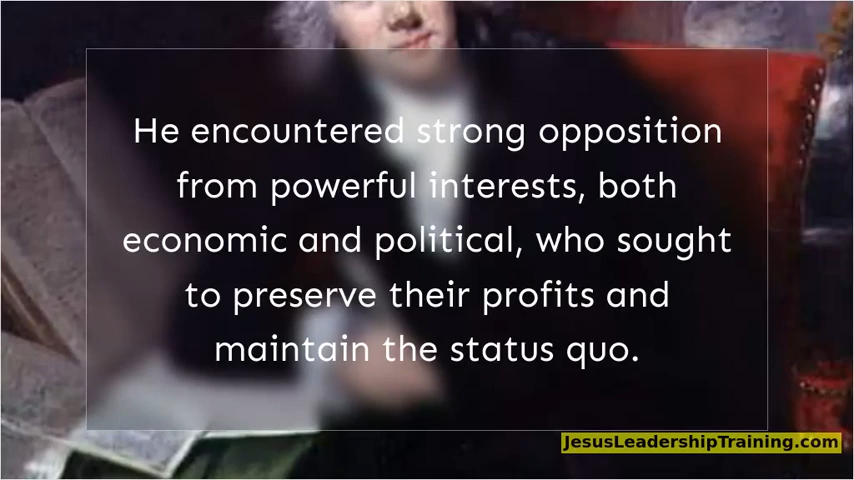 He encountered strong opposition
from powerful interests, both
economic and political, who sought
to preserve their profits and
maintain the status quo.
JesusLeadershipTraining.com